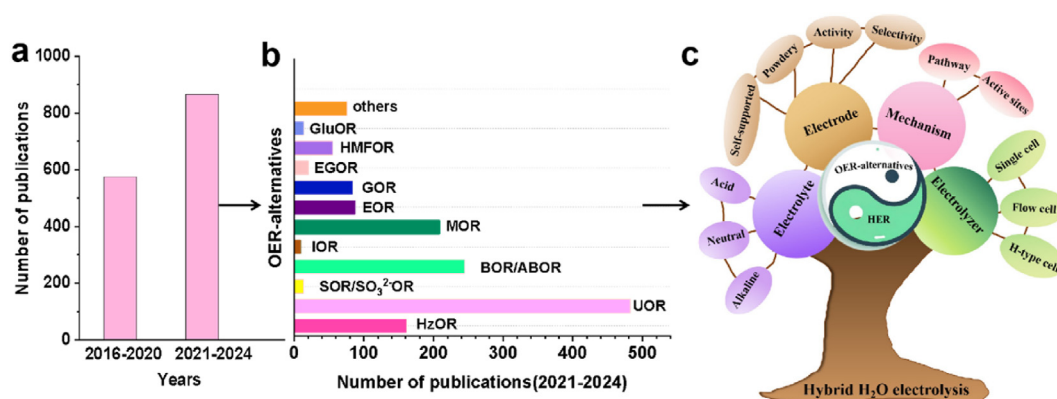 a
1000
800
600
400
200
0
Number of publications
2016-2020
2021-2024
Years
b
OER-alternatives
others
GluOR
HMFOR
EGOR
GOR
EOR
MOR
IOR
BOR/ABOR
SOR/SO₃²⁻OR
UOR
HzOR
0
100
200
300
400
500
Number of publications(2021-2024)
c
Self-supported
Powdery
Activity
Selectivity
Pathway
Active sites
Electrode
Mechanism
Single cell
Flow cell
H-type cell
Electrolyzer
OER-alternatives
HER
Acid
Neutral
Alkaline
Electrolyte
Hybrid H₂O electrolysis